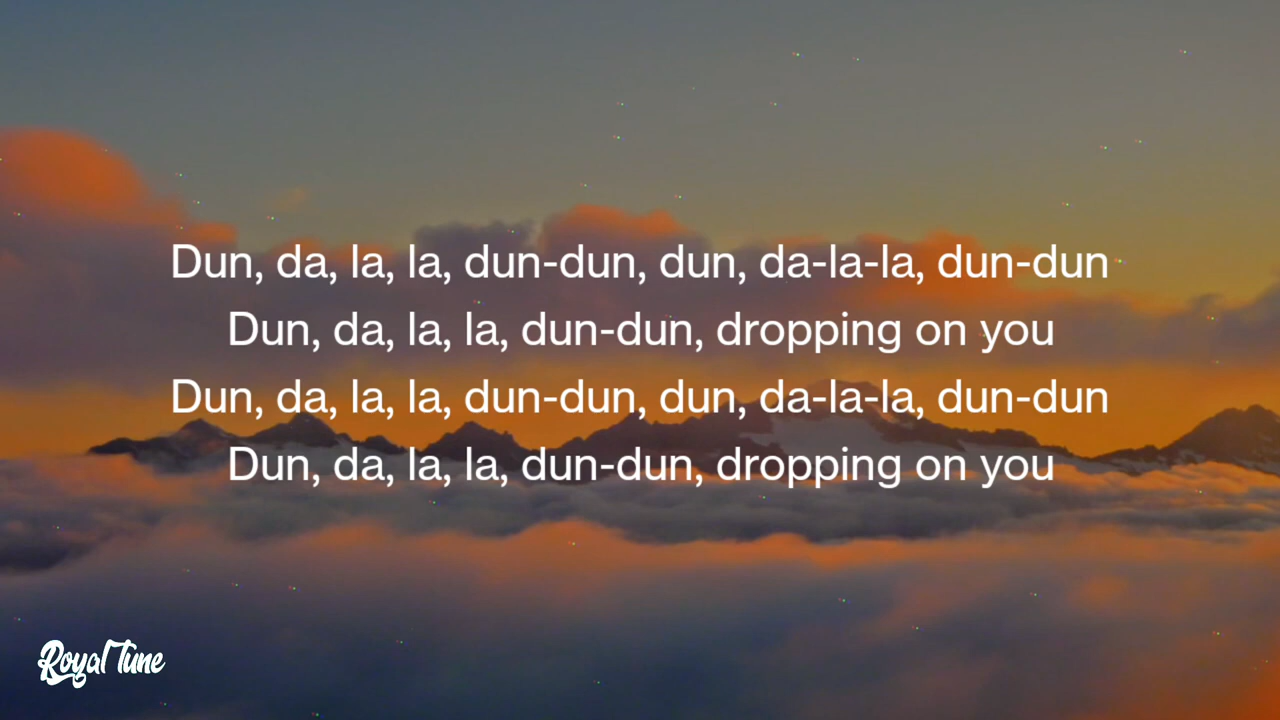 Dun, da, la, la, dun-dun, dun, da-la-la, dun-dun
Dun, da, la, la, dun-dun, dropping on you
Dun, da, la, la, dun-dun, dun, da-la-la, dun-dun
Dun, da, la, la, dun-dun, dropping on you
Royal Tune